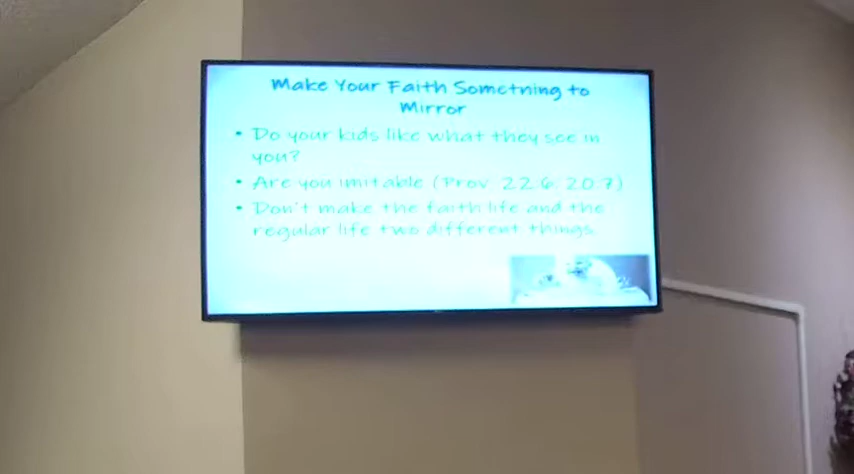 Make Your Faith Something to
Mirror
• Do your kids like what they see in
you?
• Are you imitable (Prov. 22:6; 20:7)
• Don't make the faith life and the
regular life two different things.